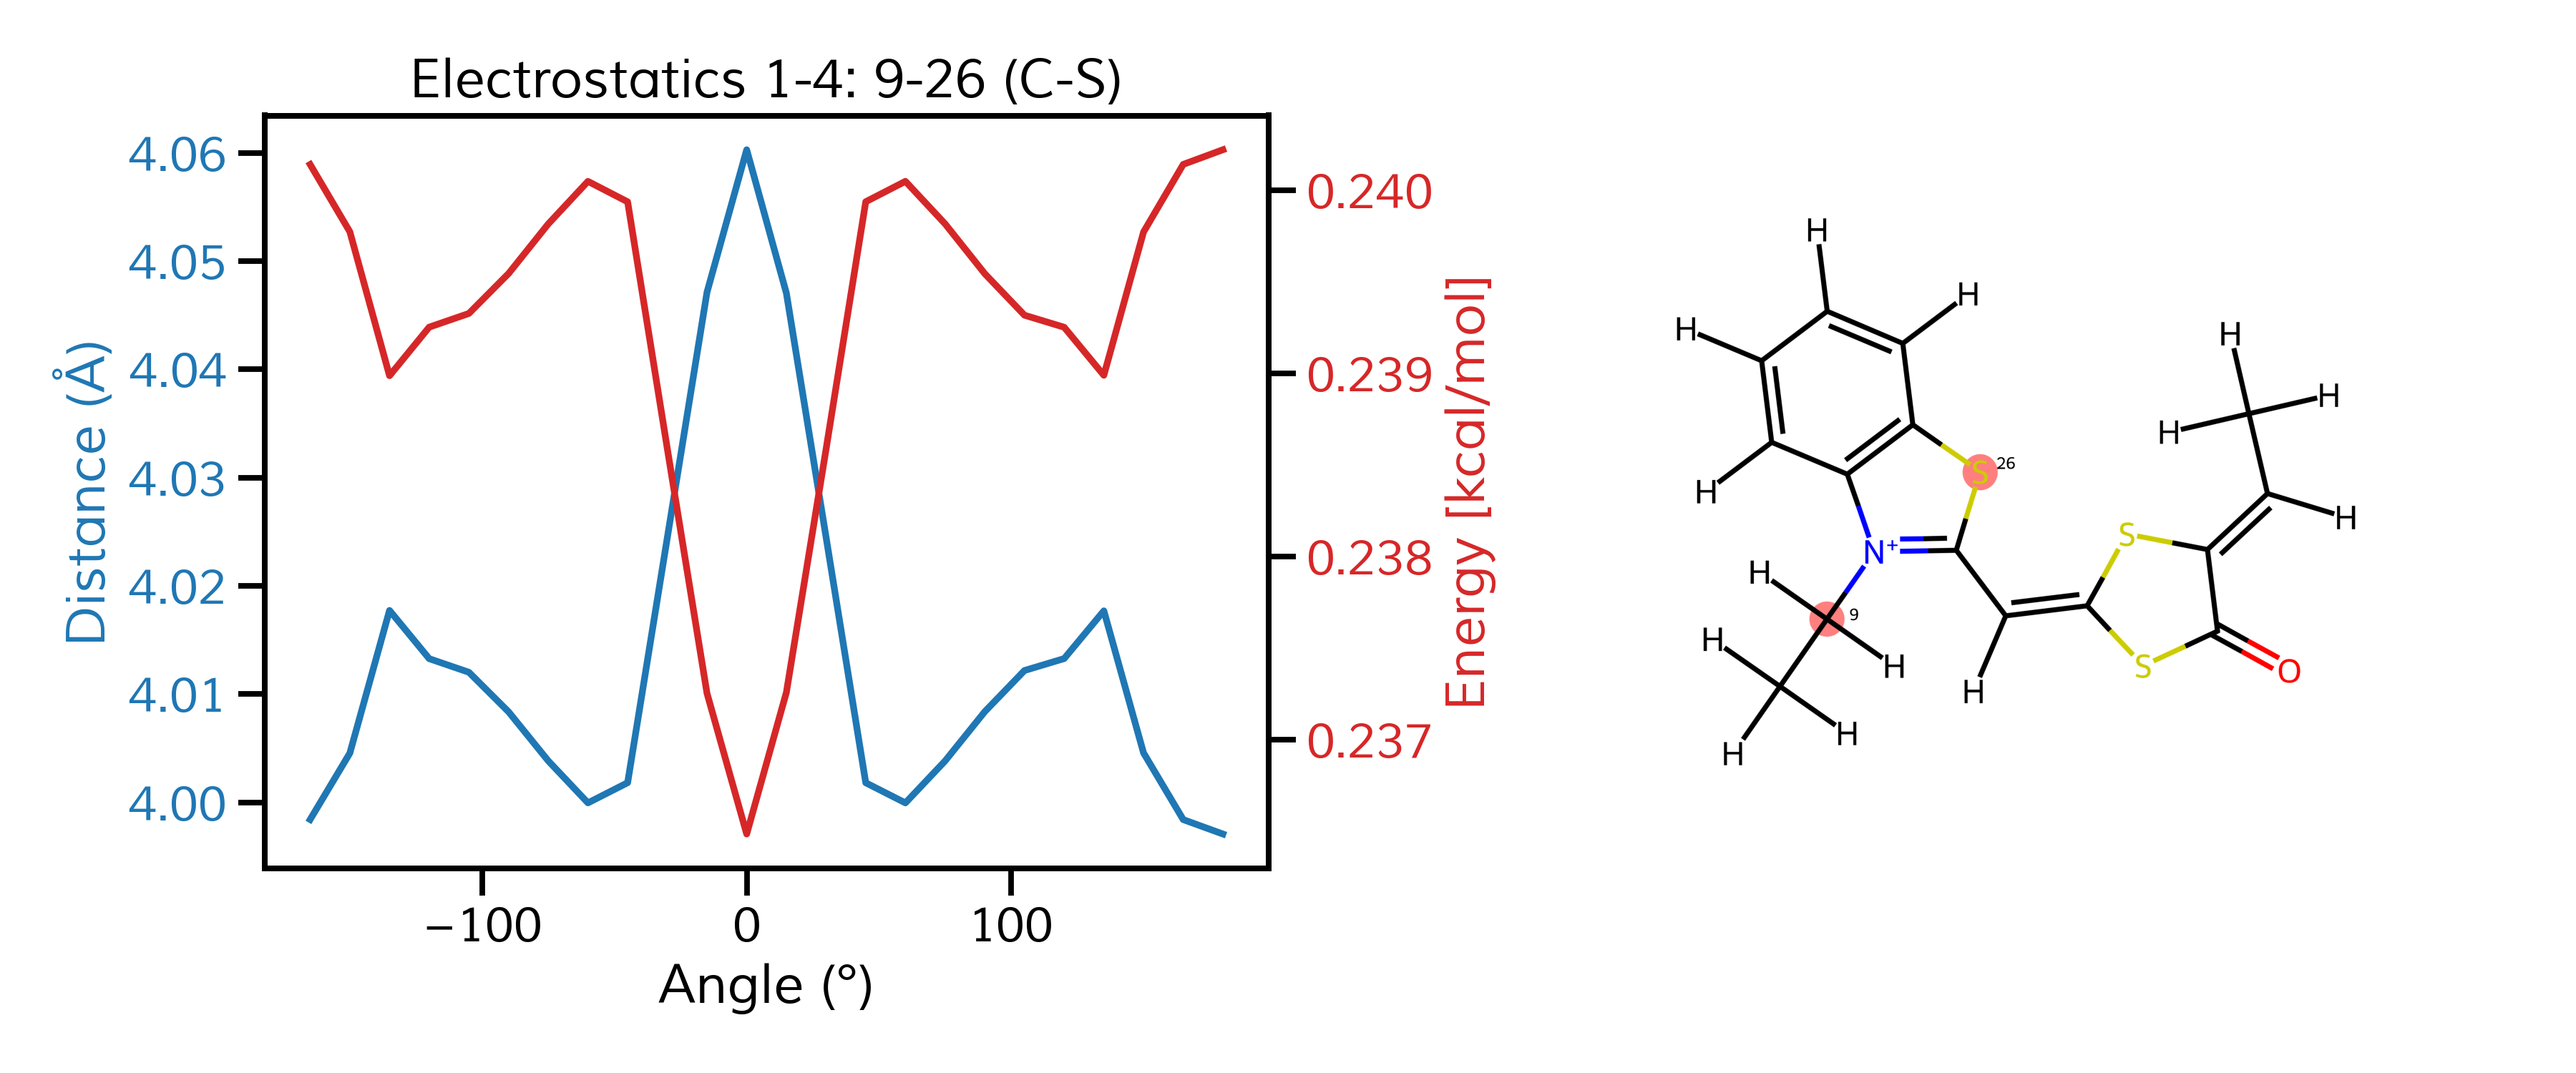 Electrostatics 1-4: 9-26 (C-S)
Distance (Å)
4.06
4.05
4.04
4.03
4.02
4.01
4.00
−100
0
100
Angle (°)
0.240
0.239
0.238
0.237
Energy [kcal/mol]
H
H
H
H
H
H
S 26
H
H
S
N+
H
9
H
H
S
O
H
H
H